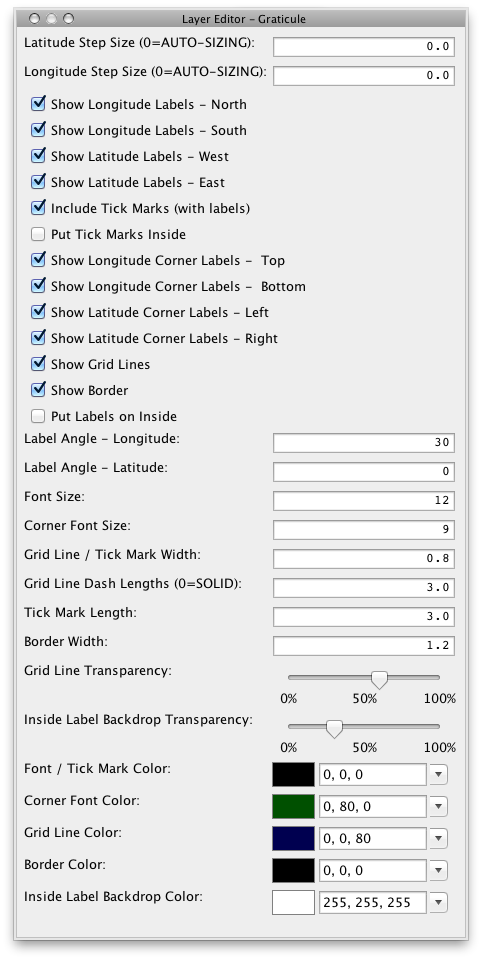 Layer Editor – Graticule
Latitude Step Size (0=AUTO-SIZING): 0.0
Longitude Step Size (0=AUTO-SIZING): 0.0
Show Longitude Labels – North
Show Longitude Labels – South
Show Latitude Labels – West
Show Latitude Labels – East
Include Tick Marks (with labels)
Put Tick Marks Inside
Show Longitude Corner Labels – Top
Show Longitude Corner Labels – Bottom
Show Latitude Corner Labels – Left
Show Latitude Corner Labels – Right
Show Grid Lines
Show Border
Put Labels on Inside
Label Angle – Longitude: 30
Label Angle – Latitude: 0
Font Size: 12
Corner Font Size: 9
Grid Line / Tick Mark Width: 0.8
Grid Line Dash Lengths (0=SOLID): 3.0
Tick Mark Length: 3.0
Border Width: 1.2
Grid Line Transparency:
0% 50% 100%
Inside Label Backdrop Transparency:
0% 50% 100%
Font / Tick Mark Color: 0, 0, 0
Corner Font Color: 0, 80, 0
Grid Line Color: 0, 0, 80
Border Color: 0, 0, 0
Inside Label Backdrop Color: 255, 255, 255